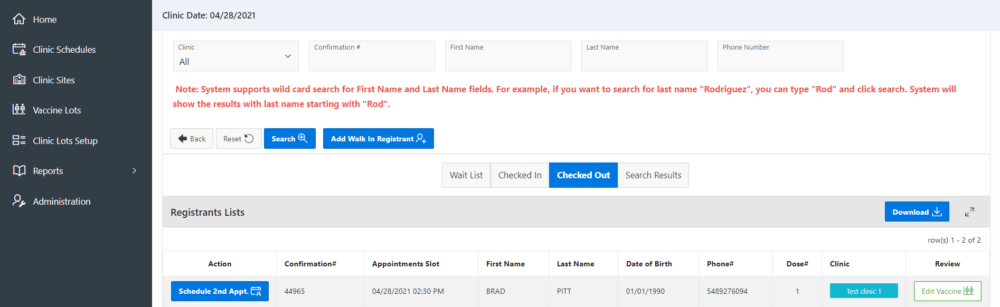 Home
Clinic Schedules
Clinic Sites
Vaccine Lots
Clinic Lots Setup
Reports
Administration
Clinic Date: 04/28/2021
Clinic
All
Confirmation #
First Name
Last Name
Phone Number
Note: System supports wild card search for First Name and Last Name fields. For example, if you want to search for last name "Rodriguez", you can type "Rod" and click search. System will
show the results with last name starting with "Rod".
Back
Reset
Search
Add Walk In Registrant
Wait List
Checked In
Checked Out
Search Results
Registrants Lists
Download
row(s) 1 - 2 of 2
Action Confirmation# Appointments Slot First Name Last Name Date of Birth Phone# Dose# Clinic Review
Schedule 2nd Appt. 44965 04/28/2021 02:30 PM BRAD PITT 01/01/1990 5489276094 1 Test clinic 1 Edit Vaccine